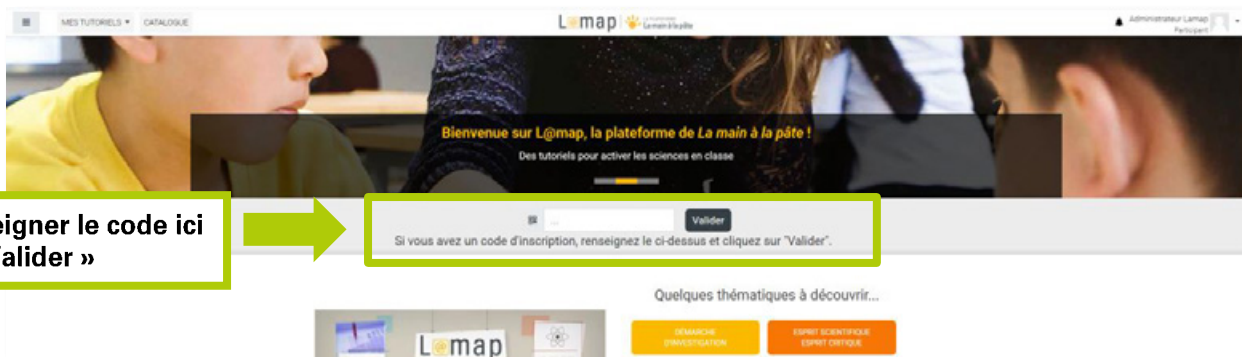 MES TUTORIELS
CATALOGUE
L@map
La main à la pâte
Administrateur Lamap
Participant
Bienvenue sur L@map, la plateforme de La main à la pâte !
Des tutoriels pour activer les sciences en classe
eigner le code ici
alider »
...
Valider
Si vous avez un code d'inscription, renseignez le ci-dessus et cliquez sur "Valider".
Quelques thématiques à découvrir...
L@map
DÉMARCHE
D'INVESTIGATION
ESPRIT SCIENTIFIQUE
ESPRIT CRITIQUE